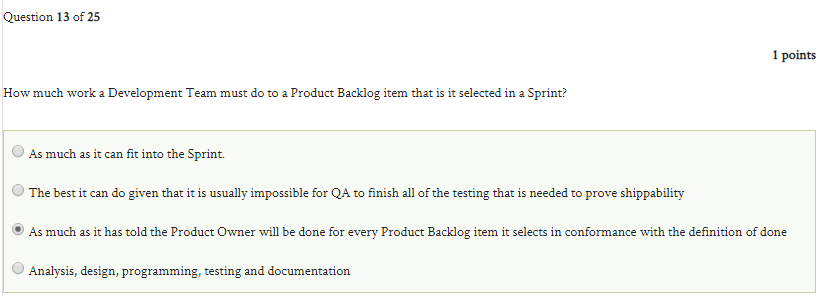 Question 13 of 25
1 points
How much work a Development Team must do to a Product Backlog item that is it selected in a Sprint?
As much as it can fit into the Sprint.
The best it can do given that it is usually impossible for QA to finish all of the testing that is needed to prove shippability
As much as it has told the Product Owner will be done for every Product Backlog item it selects in conformance with the definition of done
Analysis, design, programming, testing and documentation